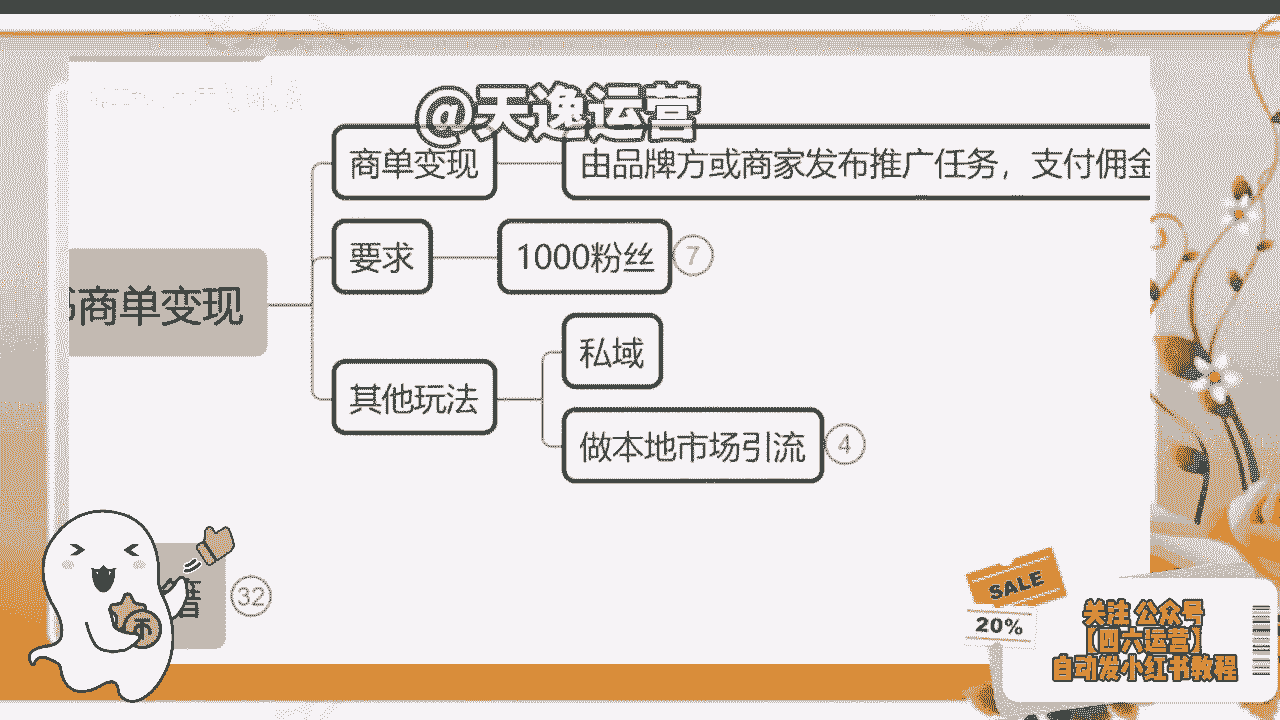 @天逸运营
商单变现
由品牌方或商家发布推广任务，支付佣金
要求
1000粉丝
7
商单变现
私域
其他玩法
做本地市场引流
4
32
币
SALE
20%
关注 公众号
【四六运营】
自动发小红书教程